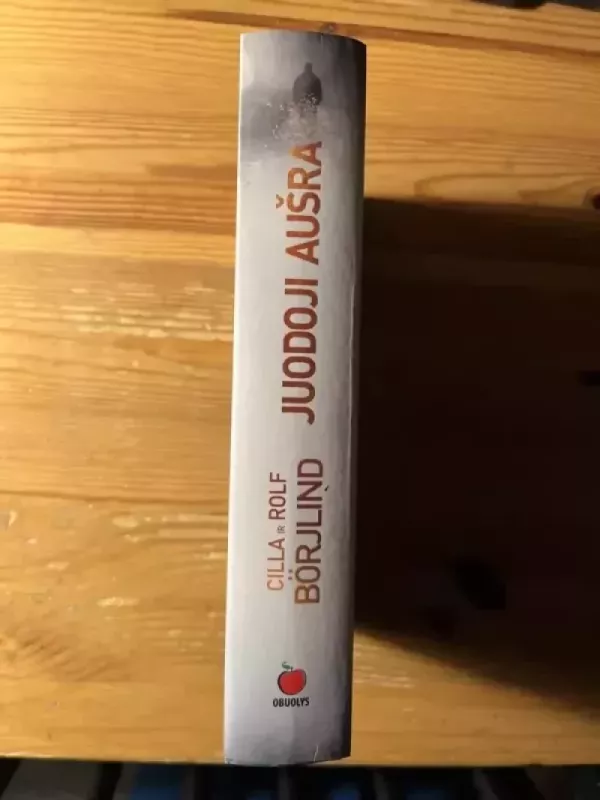 CILLA IR ROLF
BÖRJLIND
JUODOJI AUŠRA
OBUOLYS